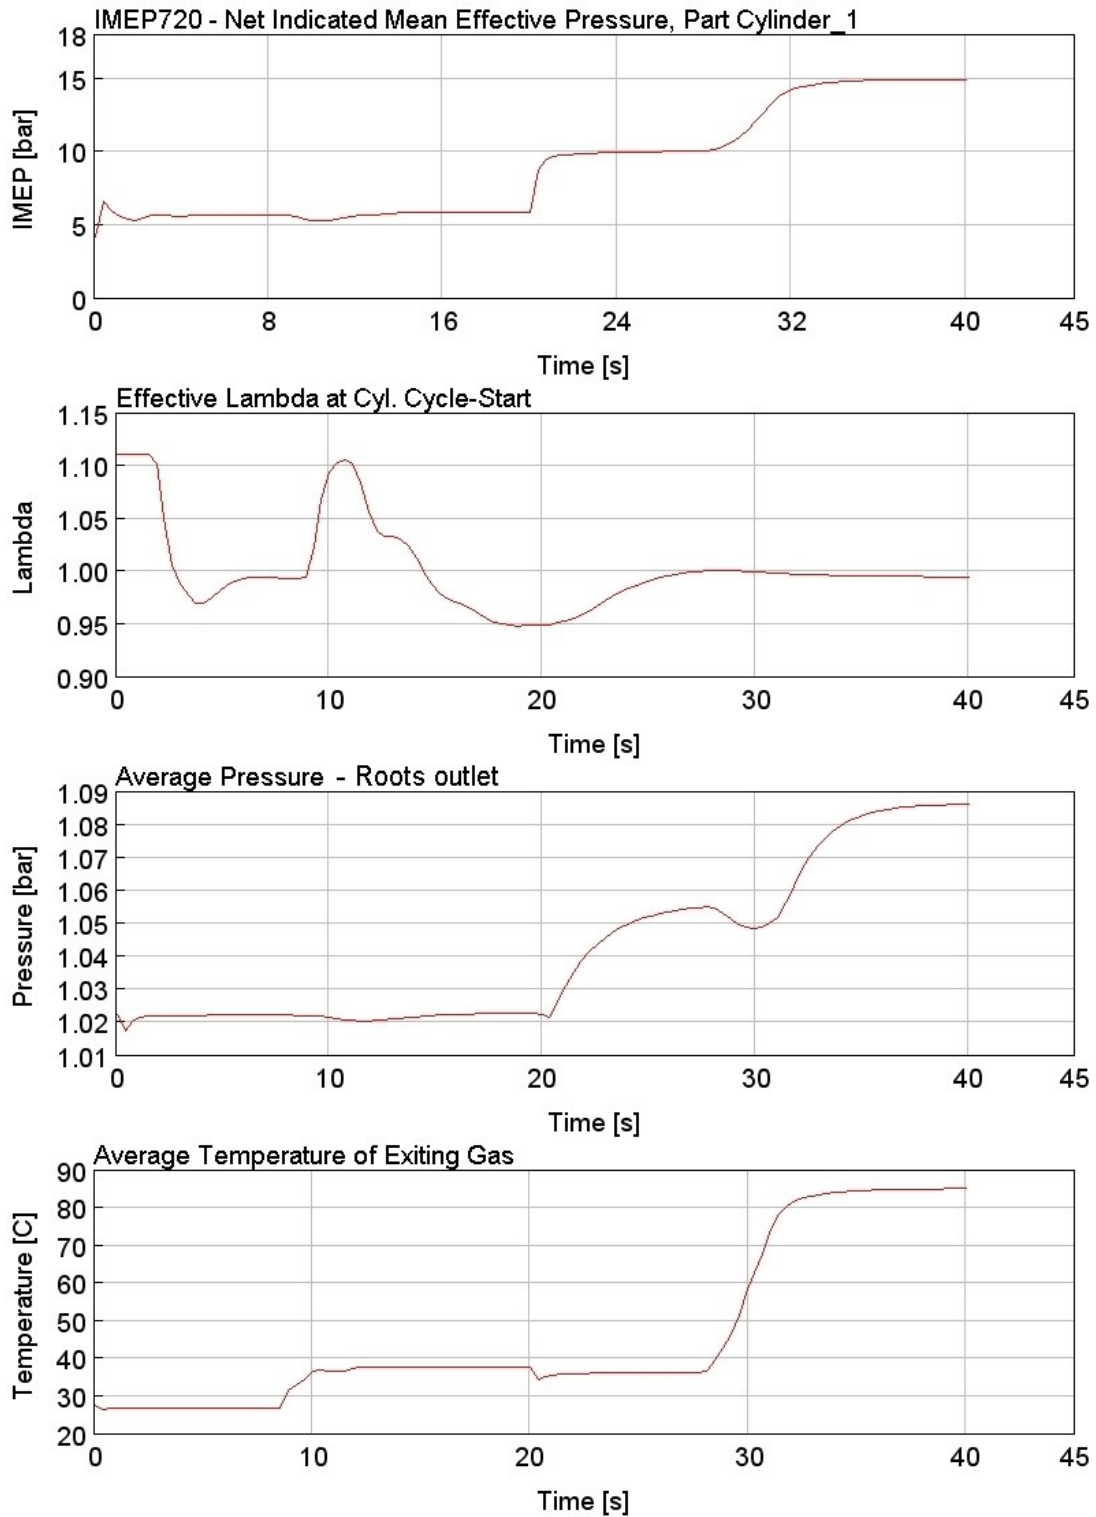 IMEP720 - Net Indicated Mean Effective Pressure, Part Cylinder_1
18
15
10
5
0
IMEP [bar]
0 8 16 24 32 40 45
Time [s]
Effective Lambda at Cyl. Cycle-Start
1.15
1.10
1.05
1.00
0.95
0.90
Lambda
0 10 20 30 40 45
Time [s]
Average Pressure - Roots outlet
1.09
1.08
1.07
1.06
1.05
1.04
1.03
1.02
1.01
Pressure [bar]
0 10 20 30 40 45
Time [s]
Average Temperature of Exiting Gas
90
80
70
60
50
40
30
20
Temperature [C]
0 10 20 30 40 45
Time [s]